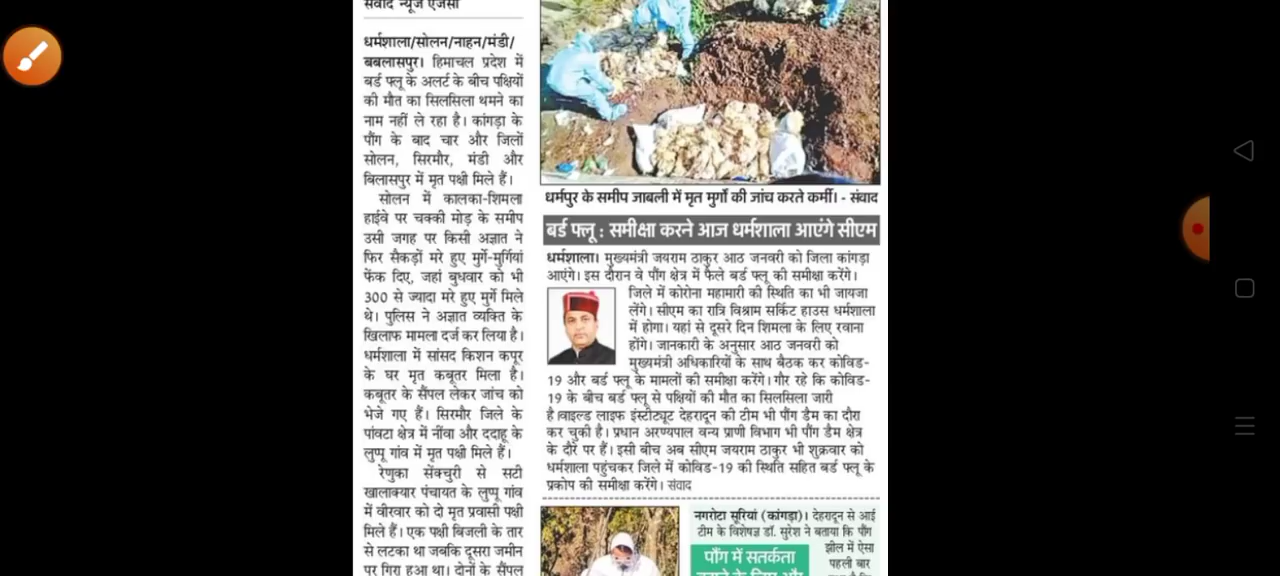 संवाद न्यूज एजेंसी
धर्मशाला/सोलन/नाहन/मंडी/
बबलासपुर। हिमाचल प्रदेश में
बर्ड फ्लू के अलर्ट के बीच पक्षियों
की मौत का सिलसिला थमने का
नाम नहीं ले रहा है। कांगड़ा के
पौंग के बाद चार और जिलों
सोलन, सिरमौर, मंडी और
बिलासपुर में मृत पक्षी मिले हैं।
सोलन में कालका-शिमला
हाईवे पर चक्की मोड़ के समीप
उसी जगह पर किसी अज्ञात ने
फिर सैकड़ों मरे हुए मुर्गे-मुर्गियां
फेंक दिए, जहां बुधवार को भी
300 से ज्यादा मरे हुए मुर्गे मिले
थे। पुलिस ने अज्ञात व्यक्ति के
खिलाफ मामला दर्ज कर लिया है।
धर्मशाला में सांसद किशन कपूर
के घर मृत कबूतर मिला है।
कबूतर के सैंपल लेकर जांच को
भेजे गए हैं। सिरमौर जिले के
पांवटा क्षेत्र में नींवा और ददाहू के
लुप्पू गांव में मृत पक्षी मिले हैं।
रेणुका सेंक्चुरी से सटी
खालाक्यार पंचायत के लुप्पू गांव
में वीरवार को दो मृत प्रवासी पक्षी
मिले हैं। एक पक्षी बिजली के तार
से लटका था जबकि दूसरा जमीन
पर गिरा हुआ था। दोनों के सैंपल
धर्मपुर के समीप जाबली में मृत मुर्गों की जांच करते कर्मी। - संवाद
बर्ड फ्लू : समीक्षा करने आज धर्मशाला आएंगे सीएम
धर्मशाला। मुख्यमंत्री जयराम ठाकुर आठ जनवरी को जिला कांगड़ा
आएंगे। इस दौरान वे पौंग क्षेत्र में फैले बर्ड फ्लू की समीक्षा करेंगे।
जिले में कोरोना महामारी की स्थिति का भी जायजा
लेंगे। सीएम का रात्रि विश्राम सर्किट हाउस धर्मशाला
में होगा। यहां से दूसरे दिन शिमला के लिए रवाना
होंगे। जानकारी के अनुसार आठ जनवरी को
मुख्यमंत्री अधिकारियों के साथ बैठक कर कोविड-
19 और बर्ड फ्लू के मामलों की समीक्षा करेंगे। गौर रहे कि कोविड-
19 के बीच बर्ड फ्लू से पक्षियों की मौत का सिलसिला जारी
है।वाइल्ड लाइफ इंस्टीट्यूट देहरादून की टीम भी पौंग डैम का दौरा
कर चुकी है। प्रधान अरण्यपाल वन्य प्राणी विभाग भी पौंग डैम क्षेत्र
के दौरे पर हैं। इसी बीच अब सीएम जयराम ठाकुर भी शुक्रवार को
धर्मशाला पहुंचकर जिले में कोविड-19 की स्थिति सहित बर्ड फ्लू के
प्रकोप की समीक्षा करेंगे। संवाद
नगरोटा सूरियां (कांगड़ा)। देहरादून से आई
टीम के विशेषज्ञ डॉ. सुरेश ने बताया कि पौंग
झील में ऐसा
पहली बार
पौंग में सतर्कता